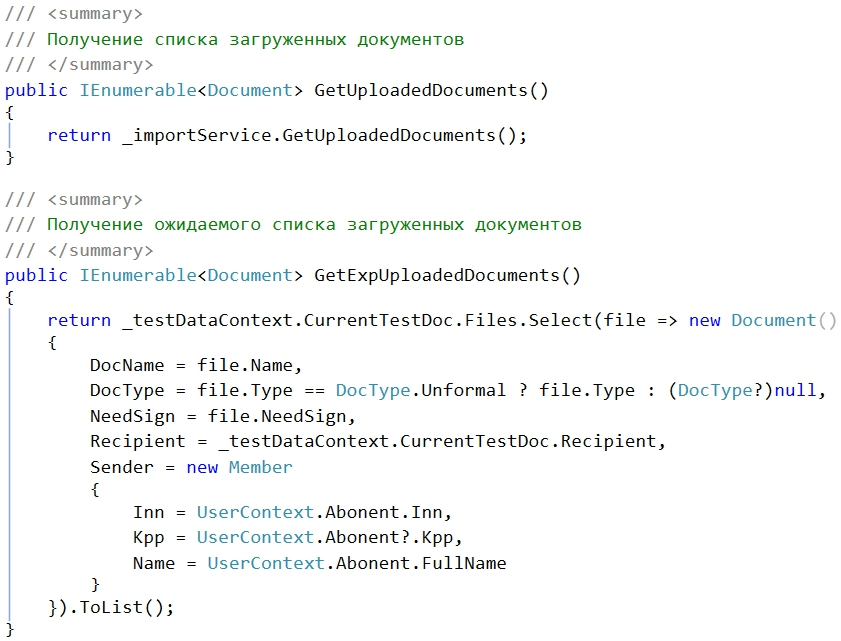 /// <summary>
/// Получение списка загруженных документов
/// </summary>
public IEnumerable<Document> GetUploadedDocuments()
{
    return _importService.GetUploadedDocuments();
}

/// <summary>
/// Получение ожидаемого списка загруженных документов
/// </summary>
public IEnumerable<Document> GetExpUploadedDocuments()
{
    return _testDataContext.CurrentTestDoc.Files.Select(file => new Document()
    {
        DocName = file.Name,
        DocType = file.Type == DocType.Unformal ? file.Type : (DocType?)null,
        NeedSign = file.NeedSign,
        Recipient = _testDataContext.CurrentTestDoc.Recipient,
        Sender = new Member
        {
            Inn = UserContext.Abonent.Inn,
            Kpp = UserContext.Abonent?.Kpp,
            Name = UserContext.Abonent.FullName
        }
    }).ToList();
}